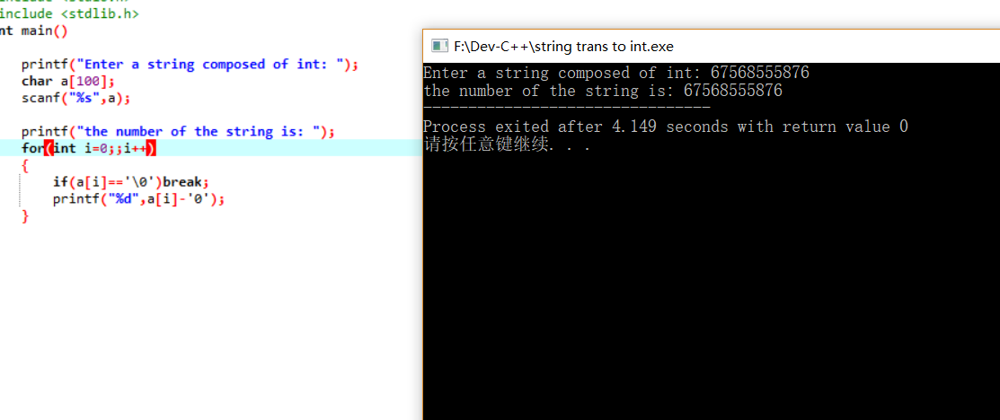 include <stdlib.h>
nt main()
printf("Enter a string composed of int: ");
char a[100];
scanf("%s",a);
printf("the number of the string is: ");
for(int i=0;;i++)
{
if(a[i]=='\0')break;
printf("%d",a[i]-'0');
}
F:\Dev-C++\string trans to int.exe
Enter a string composed of int: 67568555876
the number of the string is: 67568555876
--------------------------------
Process exited after 4.149 seconds with return value 0
请按任意键继续. . .